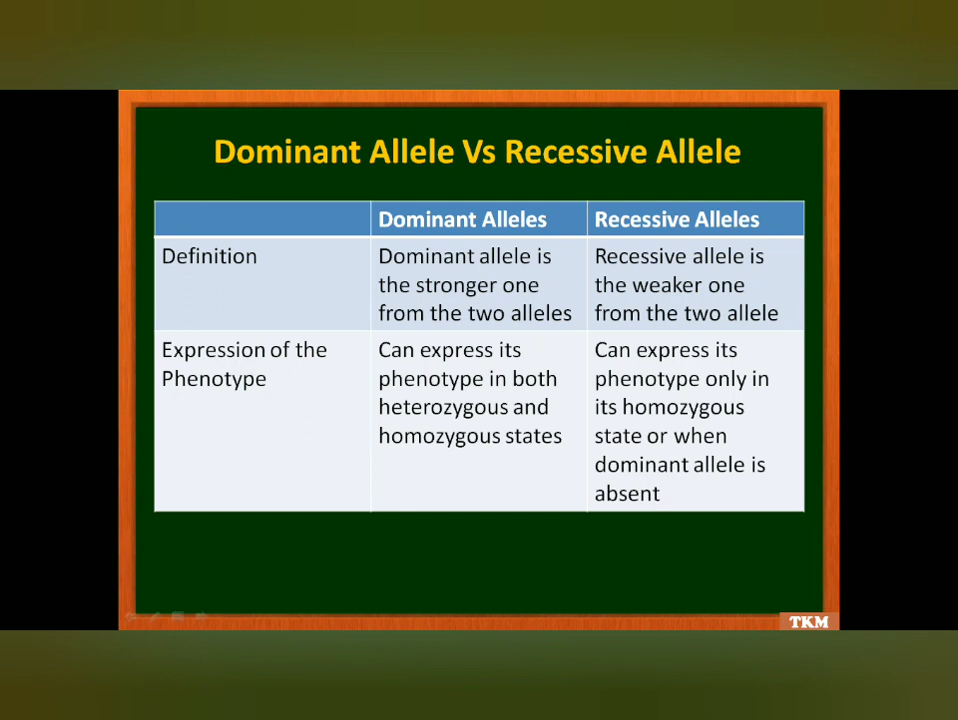 Dominant Allele Vs Recessive Allele
Dominant Alleles
Recessive Alleles
Definition
Dominant allele is
the stronger one
from the two alleles
Recessive allele is
the weaker one
from the two allele
Expression of the
Phenotype
Can express its
phenotype in both
heterozygous and
homozygous states
Can express its
phenotype only in
its homozygous
state or when
dominant allele is
absent
TKM